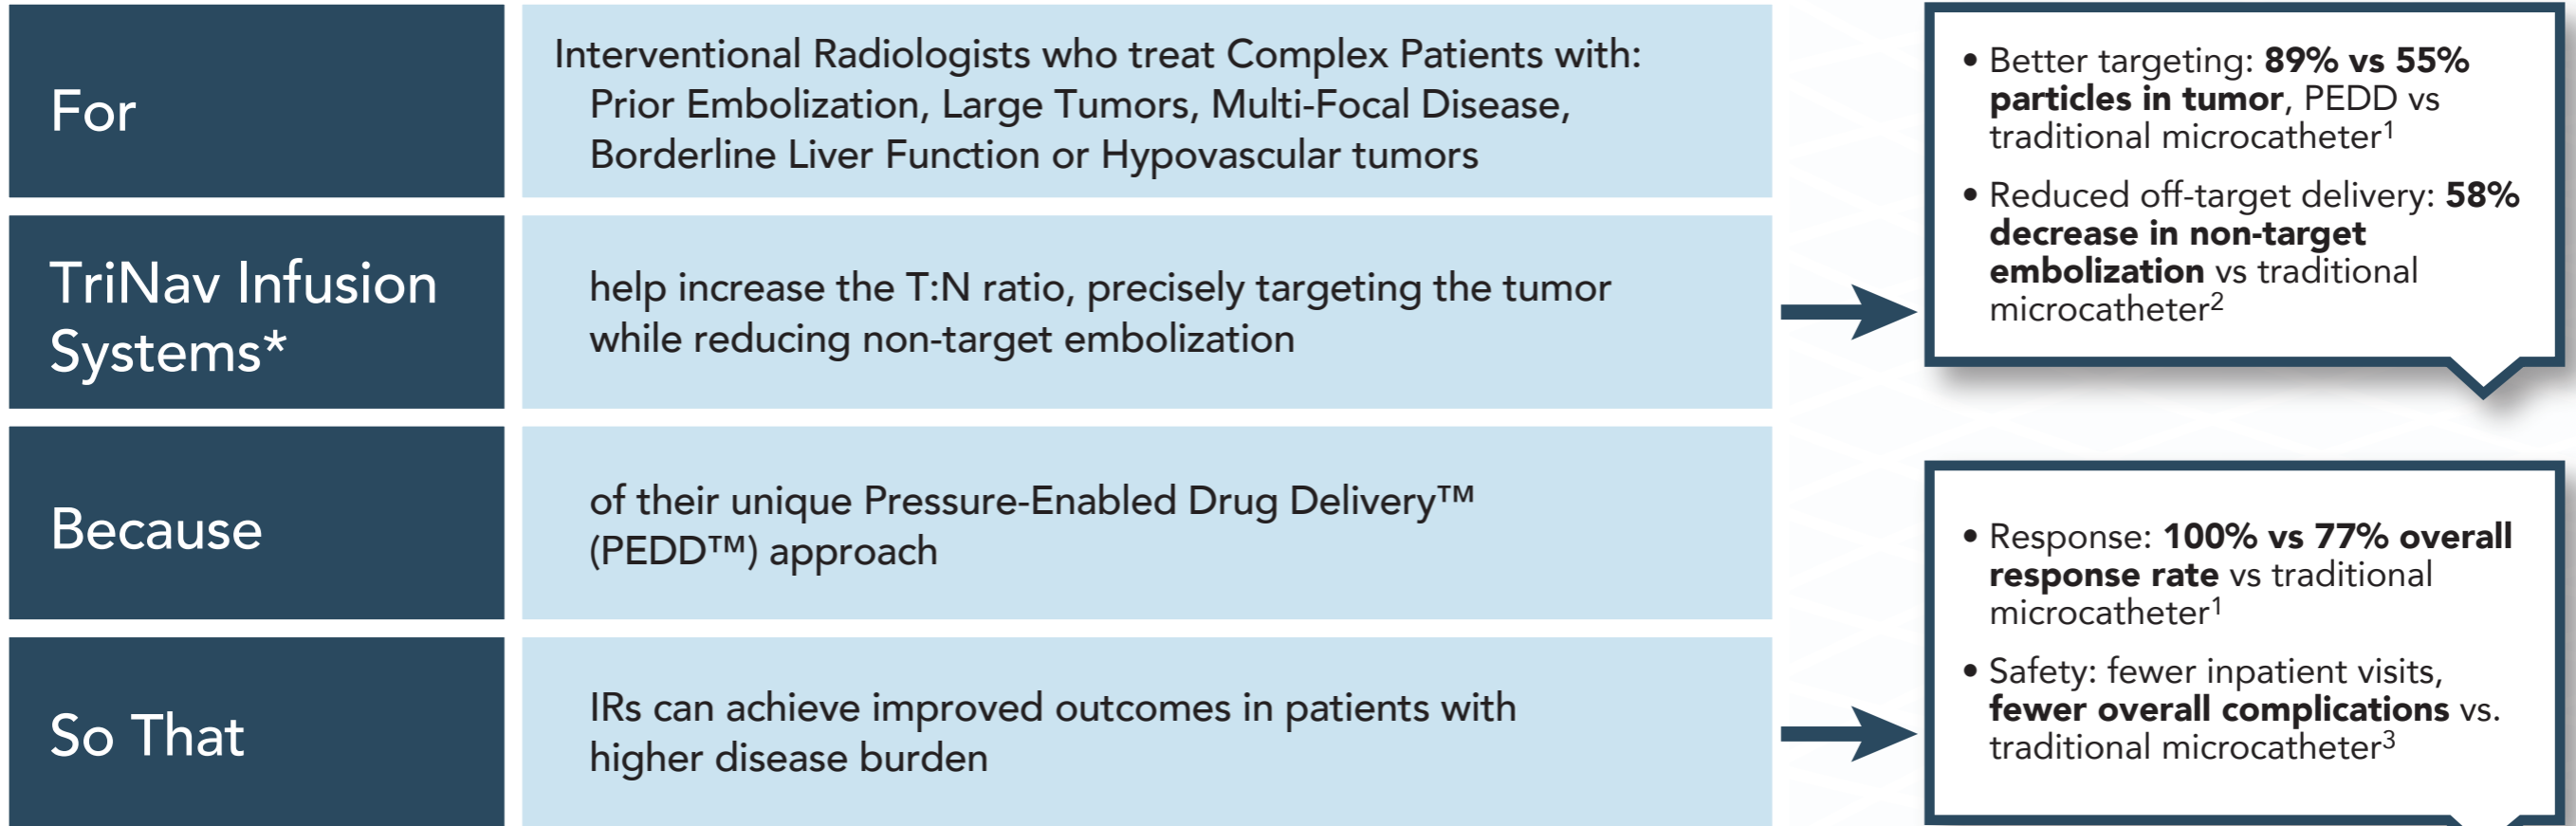 For
Interventional Radiologists who treat Complex Patients with:
Prior Embolization, Large Tumors, Multi-Focal Disease,
Borderline Liver Function or Hypovascular tumors
TriNav Infusion
Systems*
help increase the T:N ratio, precisely targeting the tumor
while reducing non-target embolization
Because
of their unique Pressure-Enabled Drug Delivery™
(PEDD™) approach
So That
IRs can achieve improved outcomes in patients with
higher disease burden
• Better targeting: 89% vs 55%
particles in tumor, PEDD vs
traditional microcatheter¹
• Reduced off-target delivery: 58%
decrease in non-target
embolization vs traditional
microcatheter²
• Response: 100% vs 77% overall
response rate vs traditional
microcatheter¹
• Safety: fewer inpatient visits,
fewer overall complications vs.
traditional microcatheter³